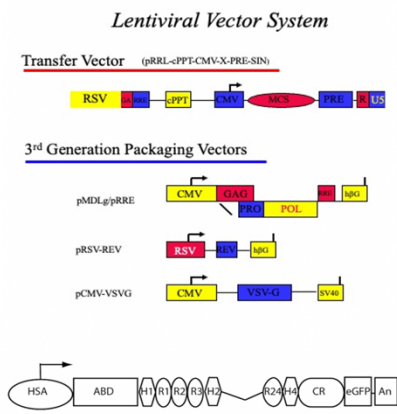 Lentiviral Vector System
Transfer Vector (pRRL-cPPT-CMV-X-PRE-SIN)
RSV GA RRE cPPT CMV MCS PRE R U5
3rd Generation Packaging Vectors
pMDLg/pRRE CMV GAG RRE hβG
PRO POL
pRSV-REV RSV REV hβG
pCMV-VSVG CMV VSV-G SV40
HSA ABD H1 R1 R2 R3 H2 R24 H4 CR eGFP An